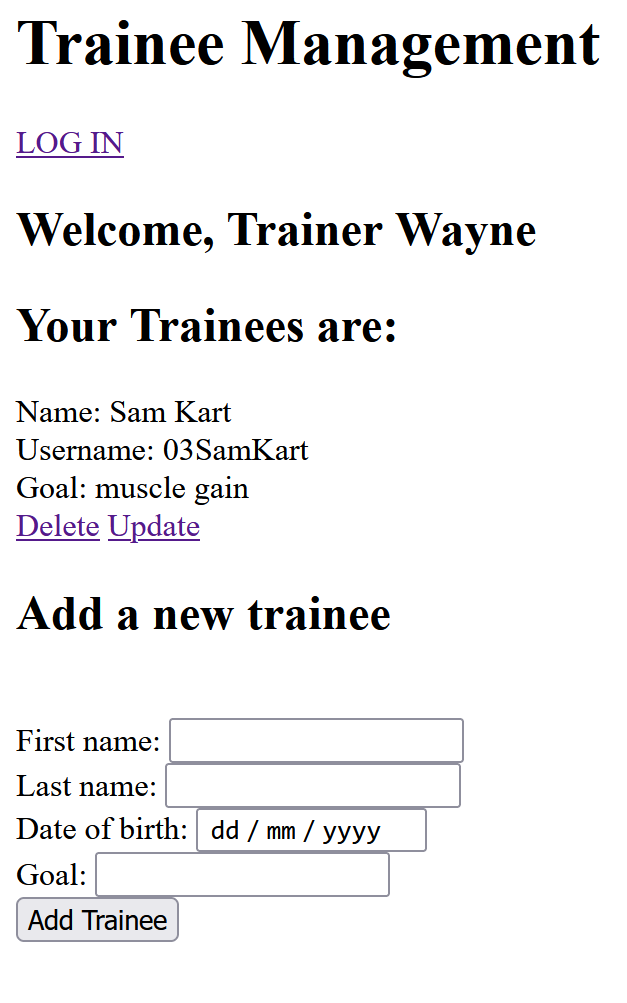 Trainee Management
LOG IN
Welcome, Trainer Wayne
Your Trainees are:
Name: Sam Kart
Username: 03SamKart
Goal: muscle gain
Delete Update
Add a new trainee
First name:
Last name:
Date of birth: dd / mm / yyyy
Goal:
Add Trainee